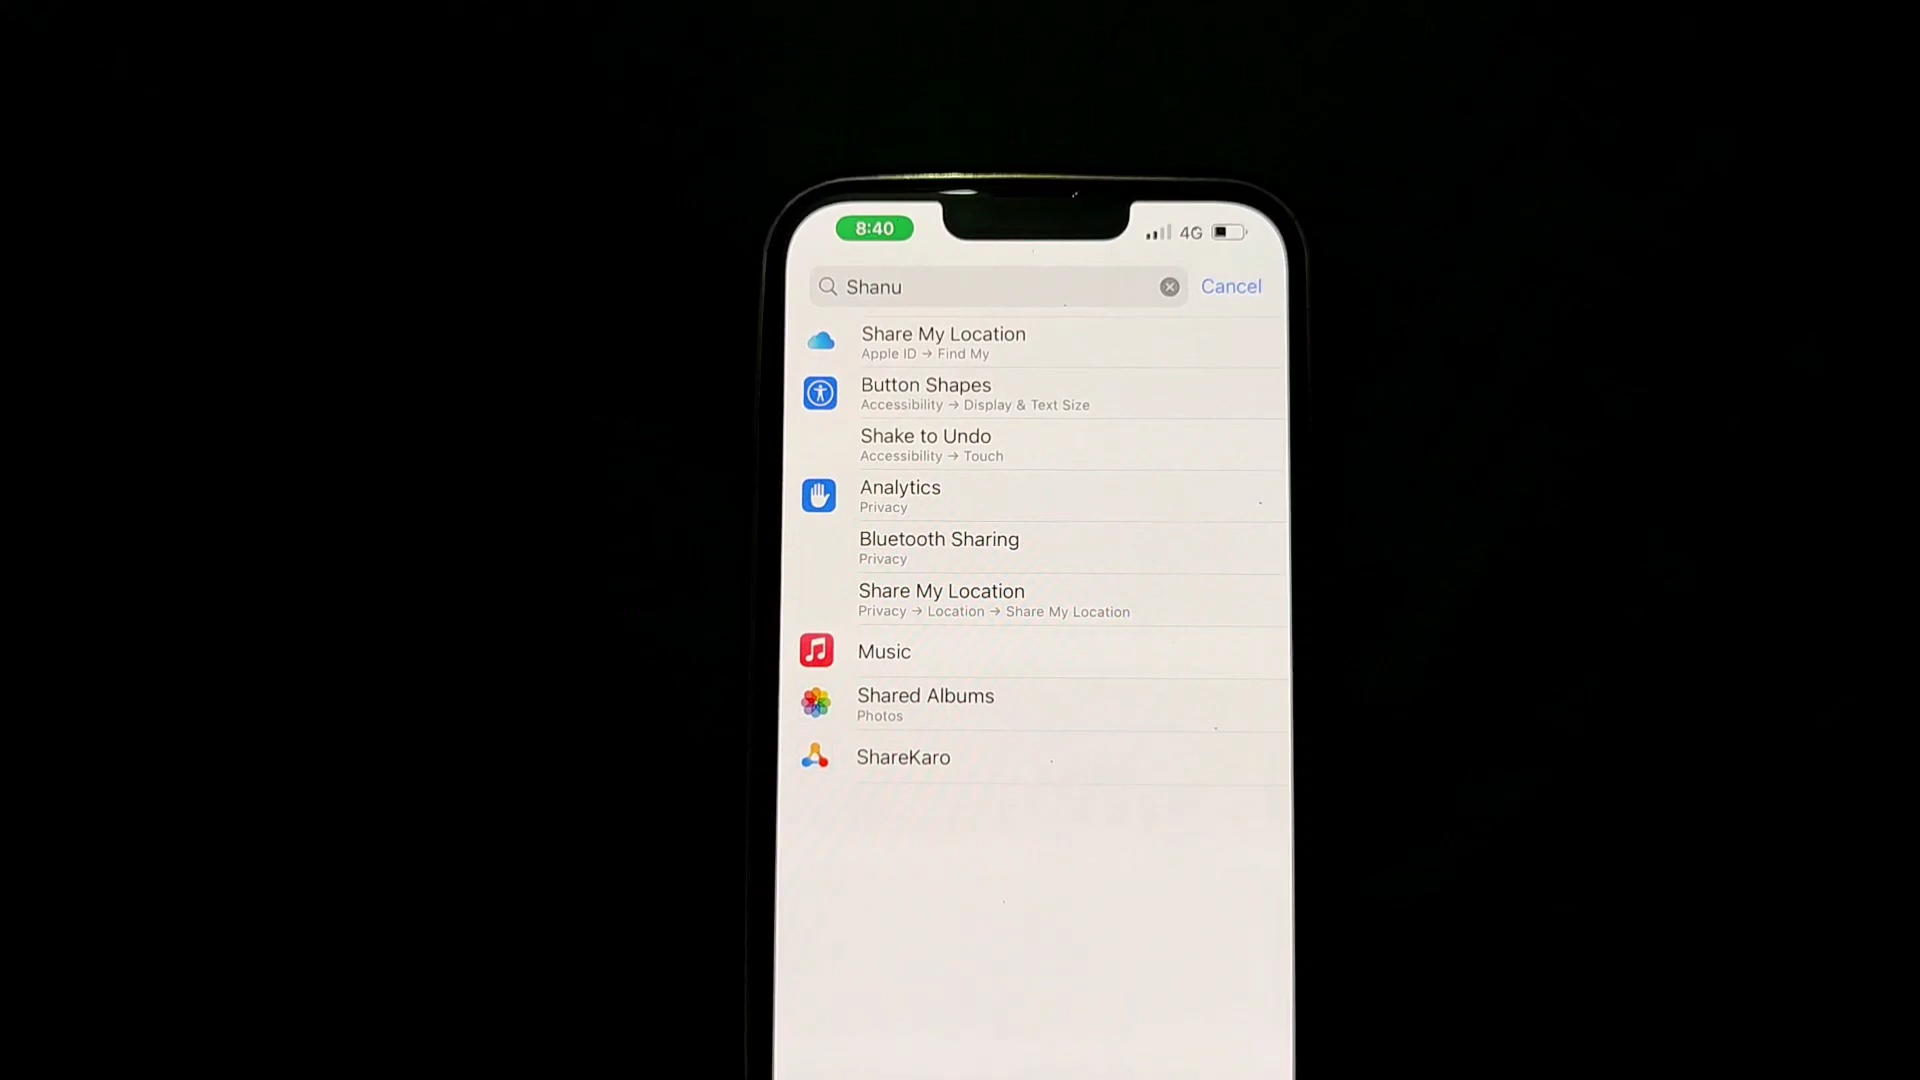 8:40
4G
Shanu
Cancel
Share My Location
Apple ID → Find My
Button Shapes
Accessibility → Display & Text Size
Shake to Undo
Accessibility → Touch
Analytics
Privacy
Bluetooth Sharing
Privacy
Share My Location
Privacy → Location → Share My Location
Music
Shared Albums
Photos
ShareKaro